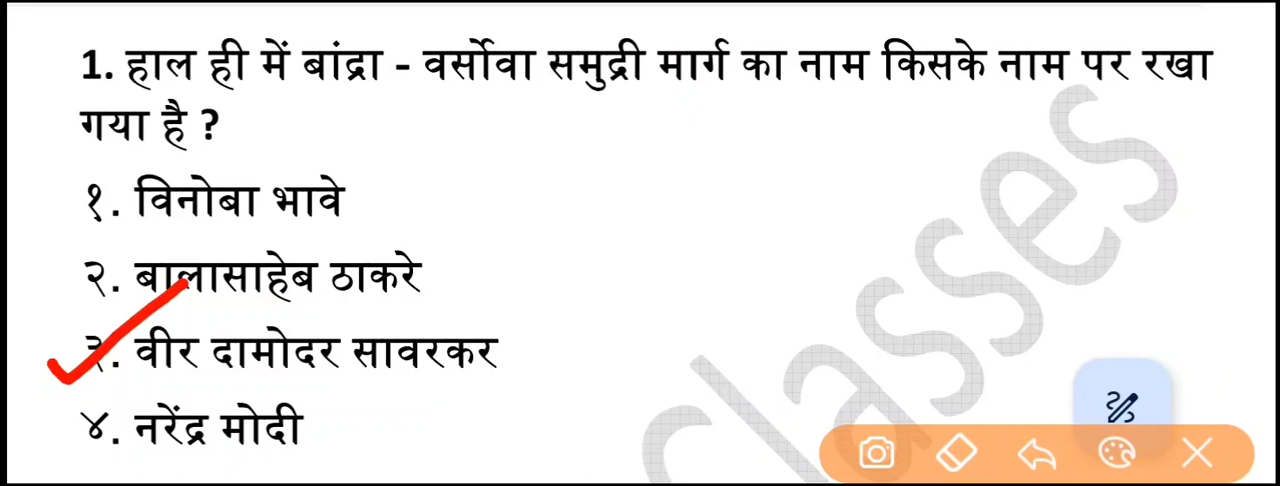 1. हाल ही में बांद्रा - वर्सोवा समुद्री मार्ग का नाम किसके नाम पर रखा
गया है ?
१. विनोबा भावे
२. बालासाहेब ठाकरे
३. वीर दामोदर सावरकर
४. नरेंद्र मोदी
classes